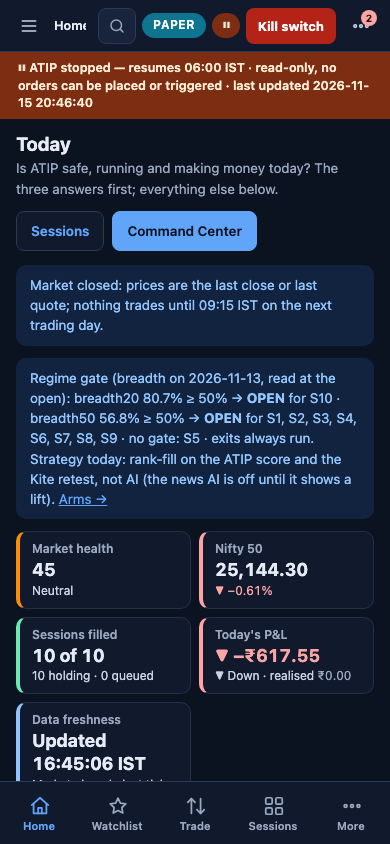 Home
PAPER
Kill switch
2
ATIP stopped — resumes 06:00 IST · read-only, no
orders can be placed or triggered · last updated 2026-11-
15 20:46:40
Today
Is ATIP safe, running and making money today? The
three answers first; everything else below.
Sessions
Command Center
Market closed: prices are the last close or last
quote; nothing trades until 09:15 IST on the next
trading day.
Regime gate (breadth on 2026-11-13, read at the
open): breadth20 80.7% ≥ 50% → OPEN for S10 ·
breadth50 56.8% ≥ 50% → OPEN for S1, S2, S3, S4,
S6, S7, S8, S9 · no gate: S5 · exits always run.
Strategy today: rank-fill on the ATIP score and the
Kite retest, not AI (the news AI is off until it shows a
lift). Arms →
Market health
45
Neutral
Nifty 50
25,144.30
▼ −0.61%
Sessions filled
10 of 10
10 holding · 0 queued
Today's P&L
▼ −₹617.55
▼ Down · realised ₹0.00
Data freshness
Updated
16:45:06 IST
Home
Watchlist
Trade
Sessions
More